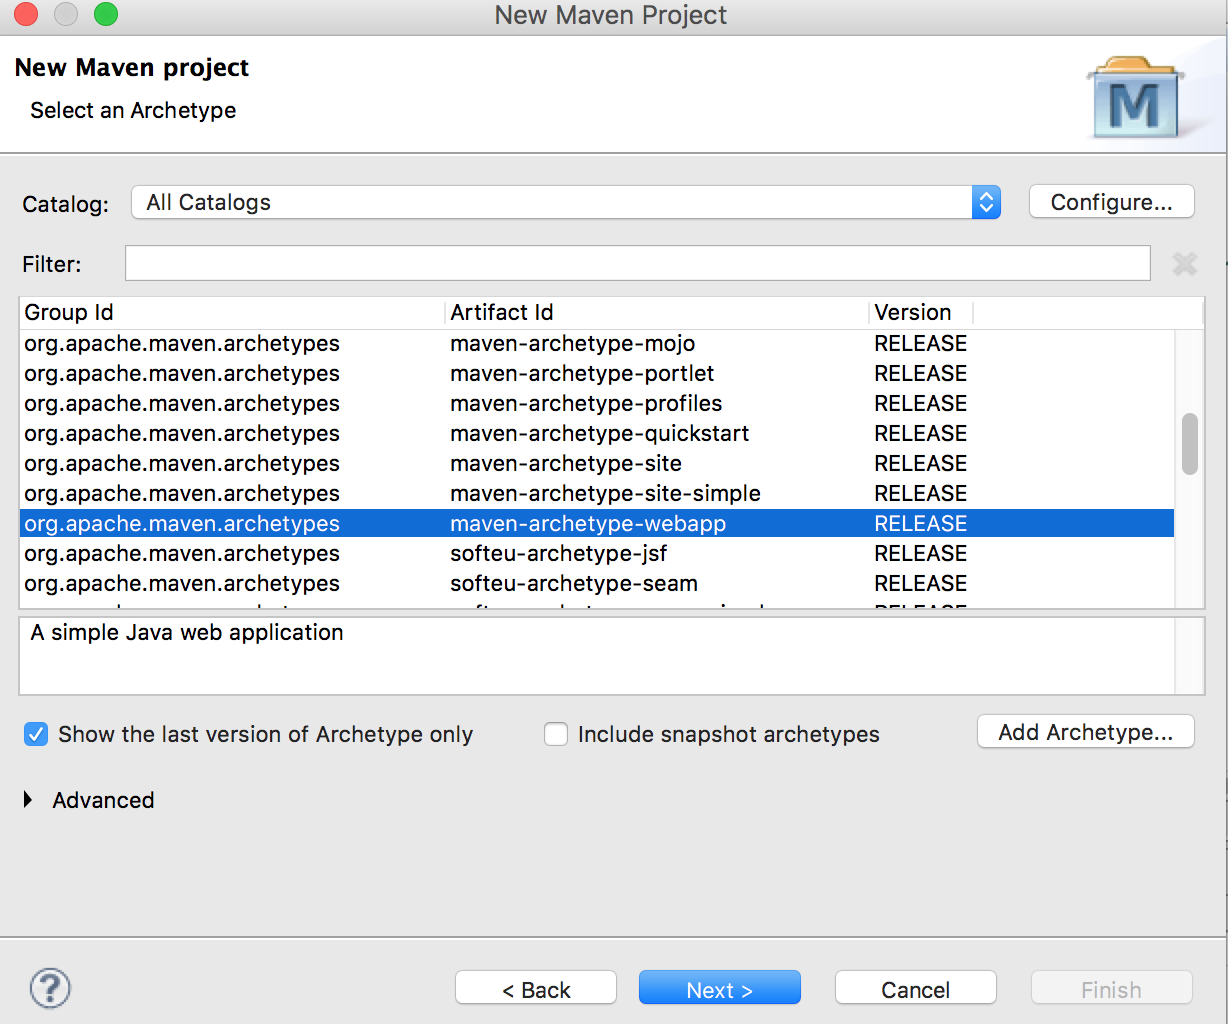 New Maven Project
New Maven project
Select an Archetype
M
Catalog: All Catalogs Configure...
Filter:
Group Id Artifact Id Version
org.apache.maven.archetypes maven-archetype-mojo RELEASE
org.apache.maven.archetypes maven-archetype-portlet RELEASE
org.apache.maven.archetypes maven-archetype-profiles RELEASE
org.apache.maven.archetypes maven-archetype-quickstart RELEASE
org.apache.maven.archetypes maven-archetype-site RELEASE
org.apache.maven.archetypes maven-archetype-site-simple RELEASE
org.apache.maven.archetypes maven-archetype-webapp RELEASE
org.apache.maven.archetypes softeu-archetype-jsf RELEASE
org.apache.maven.archetypes softeu-archetype-seam RELEASE
A simple Java web application
Show the last version of Archetype only Include snapshot archetypes Add Archetype...
Advanced
? < Back Next > Cancel Finish